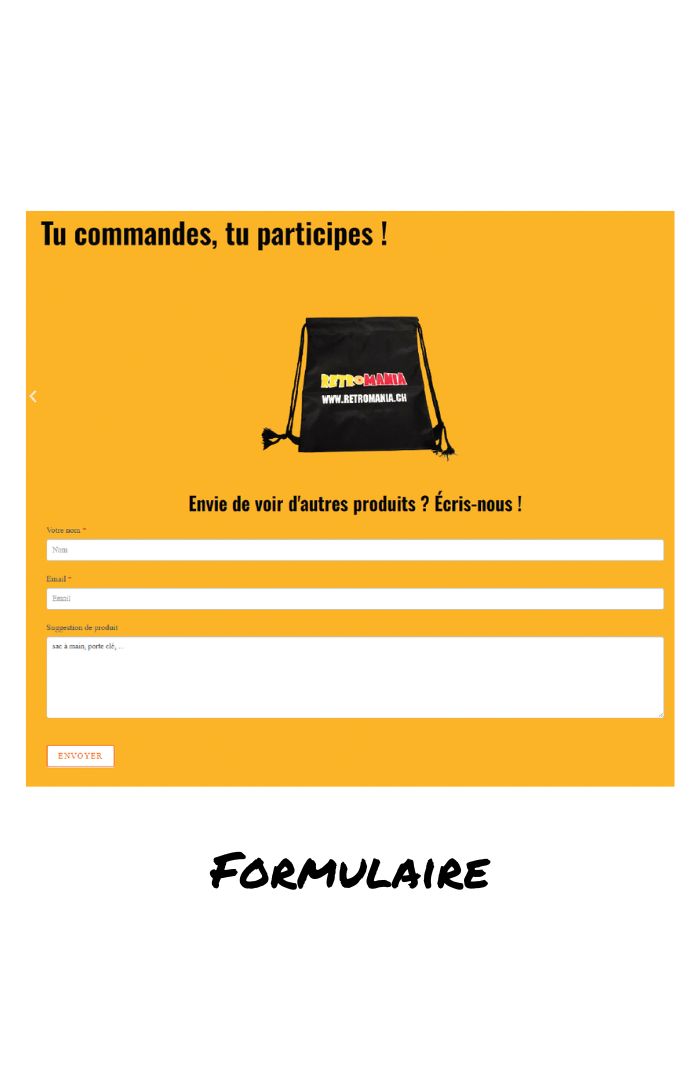 Tu commandes, tu participes !
RETROMANIA
WWW.RETROMANIA.CH
Envie de voir d'autres produits ? Écris-nous !
Votre nom *
Nom
Email *
Email
Suggestion de produit
sac à main, porte clé, ...
ENVOYER
FORMULAIRE